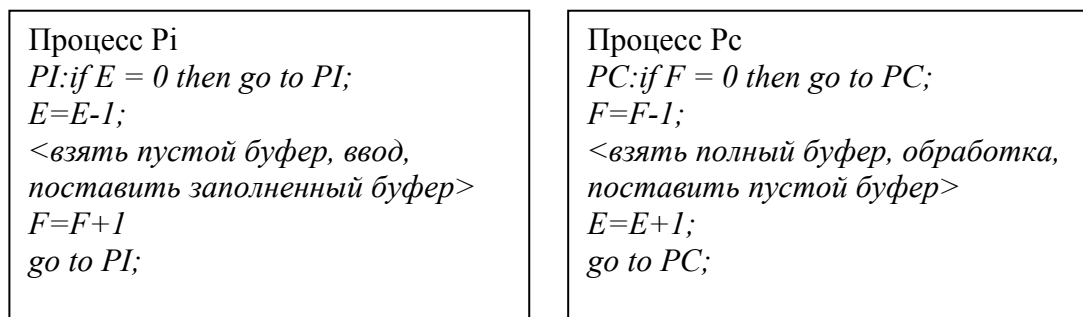 Процесс Pi
PI:if E = 0 then go to PI;
E=E-1;
<взять пустой буфер, ввод,
поставить заполненный буфер>
F=F+1
go to PI;
Процесс Pc
PC:if F = 0 then go to PC;
F=F-1;
<взять полный буфер, обработка,
поставить пустой буфер>
E=E+1;
go to PC;